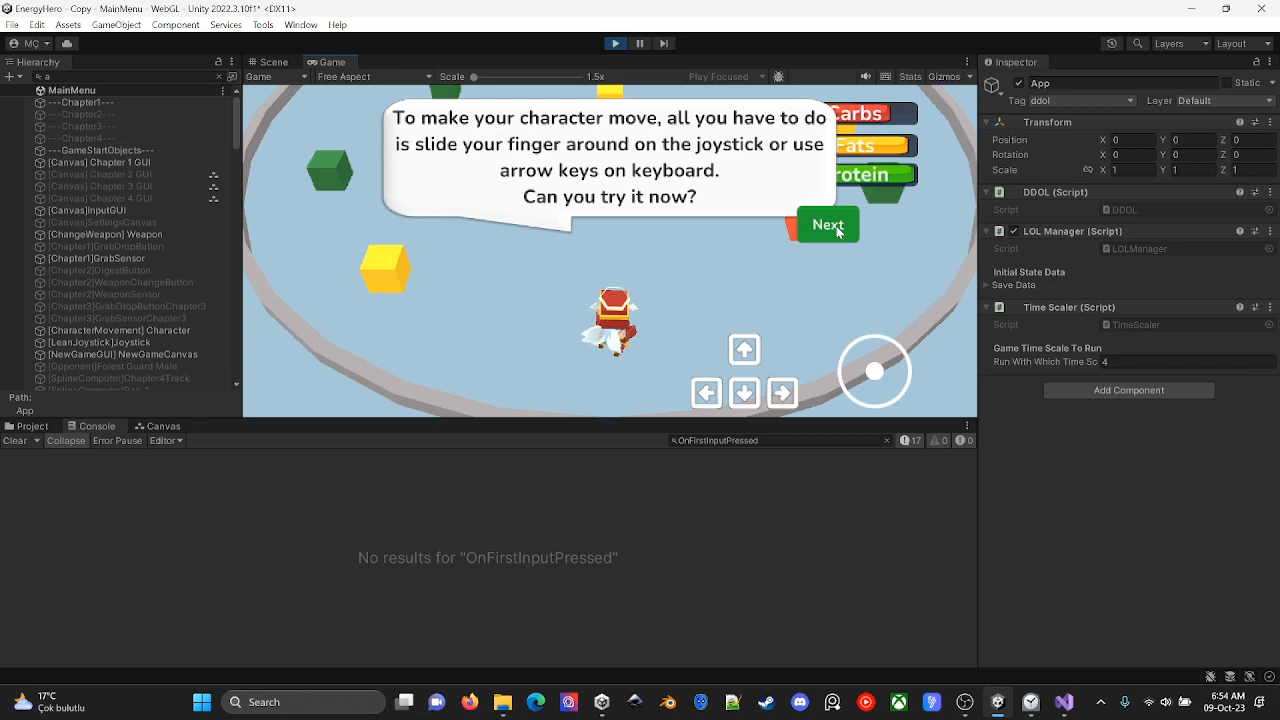 EnergyHero - Copy - MainMenu - WebGL - Unity 2022.3.10f1* <DX11>
File Edit Assets GameObject Component Services Tools Window Help
MÇ
Layers Layout
Hierarchy
a
MainMenu
---Chapter1---
---Chapter2---
---Chapter3---
---Chapter4---
---GameStartObjects---
[Canvas] Chapter 1 GUI
[Canvas] Chapter 2 GUI
[Canvas] Chapter 3 GUI
[Canvas] Chapter 4 GUI
[Canvas]InputGUI
[Canvas]SettingsCanvas
[ChangeWeapon] Weapon
[Chapter1]GrabDropButton
[Chapter1]GrabSensor
[Chapter2]DigestButton
[Chapter2]WeaponChangeButton
[Chapter2]WeaponSensor
[Chapter3]GrabDropButtonChapter3
[Chapter3]GrabSensorChapter3
[CharacterMovement] Character
[LeanJoystick]Joystick
[NewGameGUI] NewGameCanvas
[Opponent]Forest Guard Male
[SplineComputer]Chapter4Track
Path:
App
Scene Game
Game Free Aspect Scale 1.5x Play Focused Stats Gizmos
To make your character move, all you have to do
is slide your finger around on the joystick or use
arrow keys on keyboard.
Can you try it now?
Carbs
Fats
rotein
Next
Inspector
App Static
Tag ddol Layer Default
Transform
Position X 0 Y 0 Z 0
Rotation X 0 Y 0 Z 0
Scale X 1 Y 1 Z 1
DDOL (Script)
Script DDOL
LOL Manager (Script)
Script LOLManager
Initial State Data
Save Data
Time Scaler (Script)
Script TimeScaler
Game Time Scale To Run
Run With Which Time Sc 4
Add Component
Project Console Canvas
Clear Collapse Error Pause Editor OnFirstInputPressed 17 0 0
No results for "OnFirstInputPressed"
17°C
Çok bulutlu
Search
6:54 AM
09-Oct-23